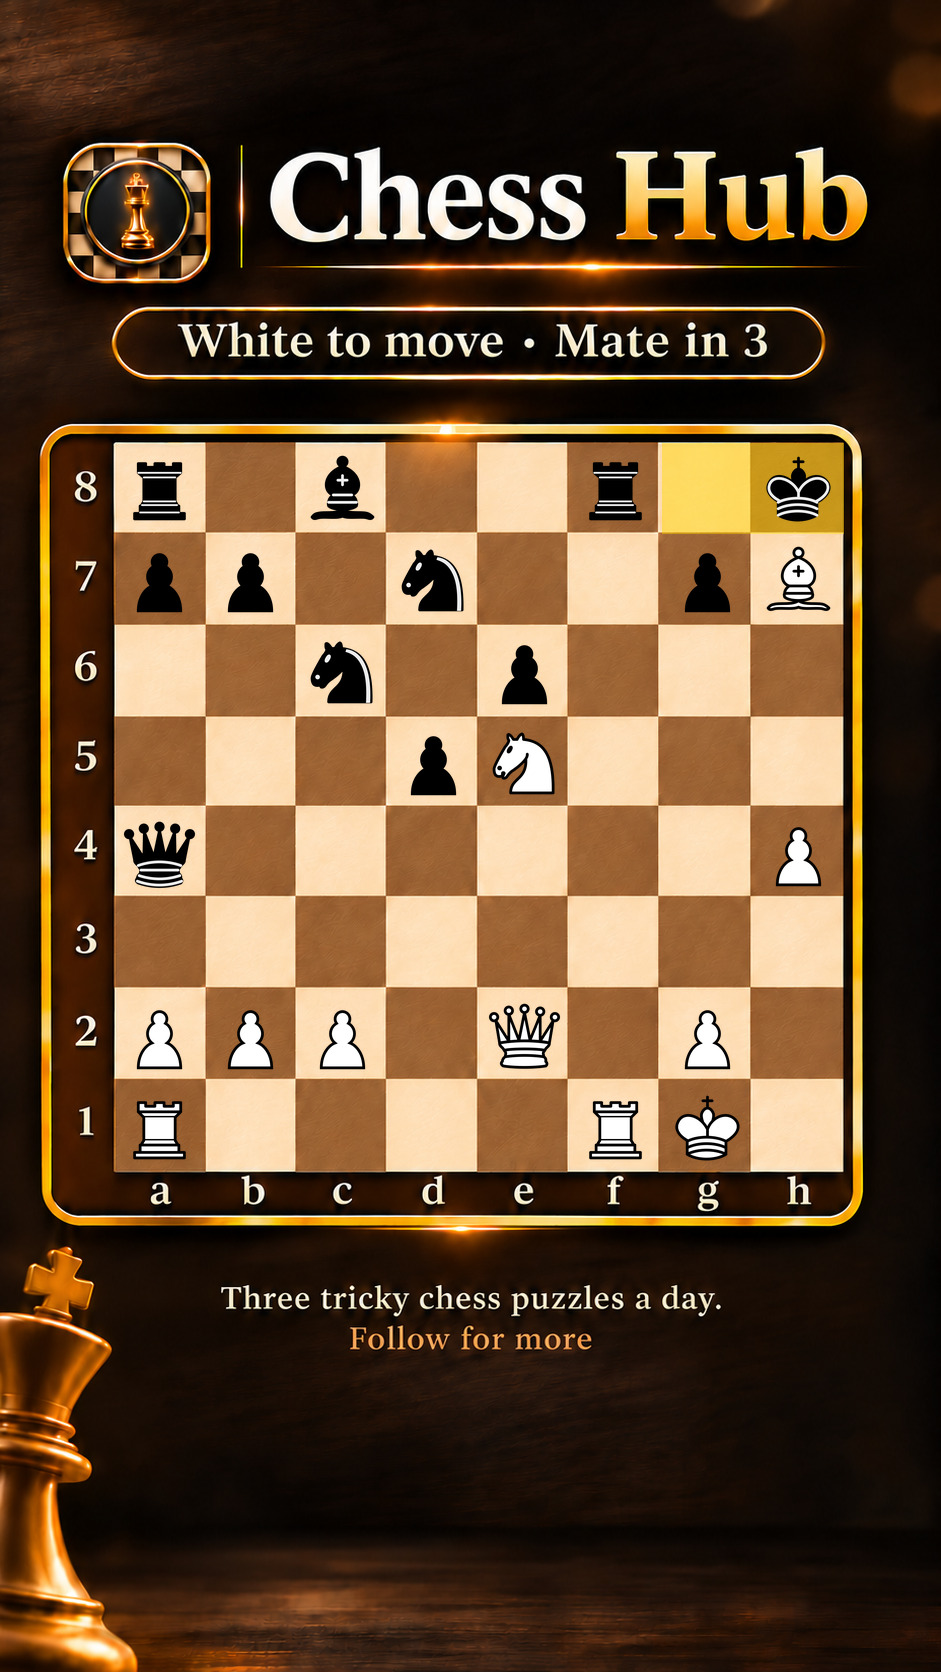 Chess Hub
White to move • Mate in 3
8
7
6
5
4
3
2
1
a b c d e f g h
Three tricky chess puzzles a day.
Follow for more